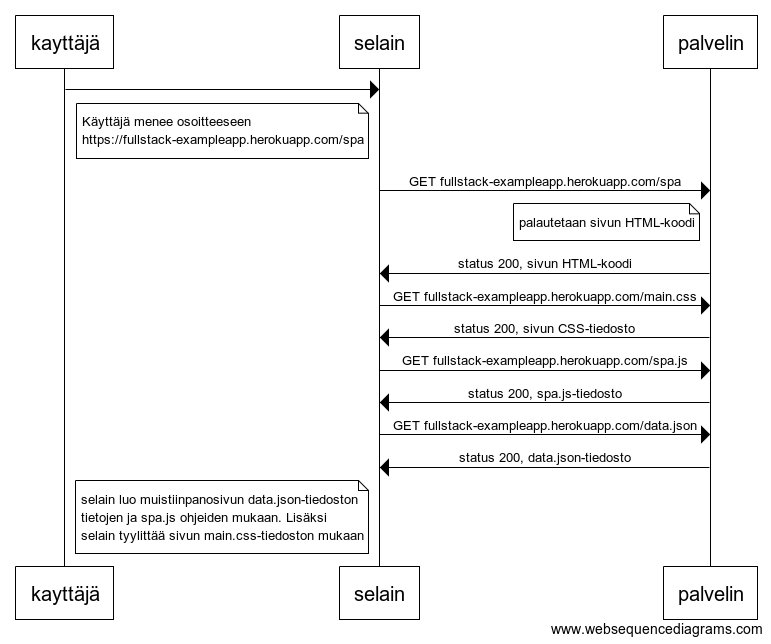 kayttäjä
selain
palvelin
Käyttäjä menee osoitteeseen
https://fullstack-exampleapp.herokuapp.com/spa
GET fullstack-exampleapp.herokuapp.com/spa
palautetaan sivun HTML-koodi
status 200, sivun HTML-koodi
GET fullstack-exampleapp.herokuapp.com/main.css
status 200, sivun CSS-tiedosto
GET fullstack-exampleapp.herokuapp.com/spa.js
status 200, spa.js-tiedosto
GET fullstack-exampleapp.herokuapp.com/data.json
status 200, data.json-tiedosto
selain luo muistiinpanosivun data.json-tiedoston
tietojen ja spa.js ohjeiden mukaan. Lisäksi
selain tyylittää sivun main.css-tiedoston mukaan
kayttäjä
selain
palvelin
www.websequencediagrams.com